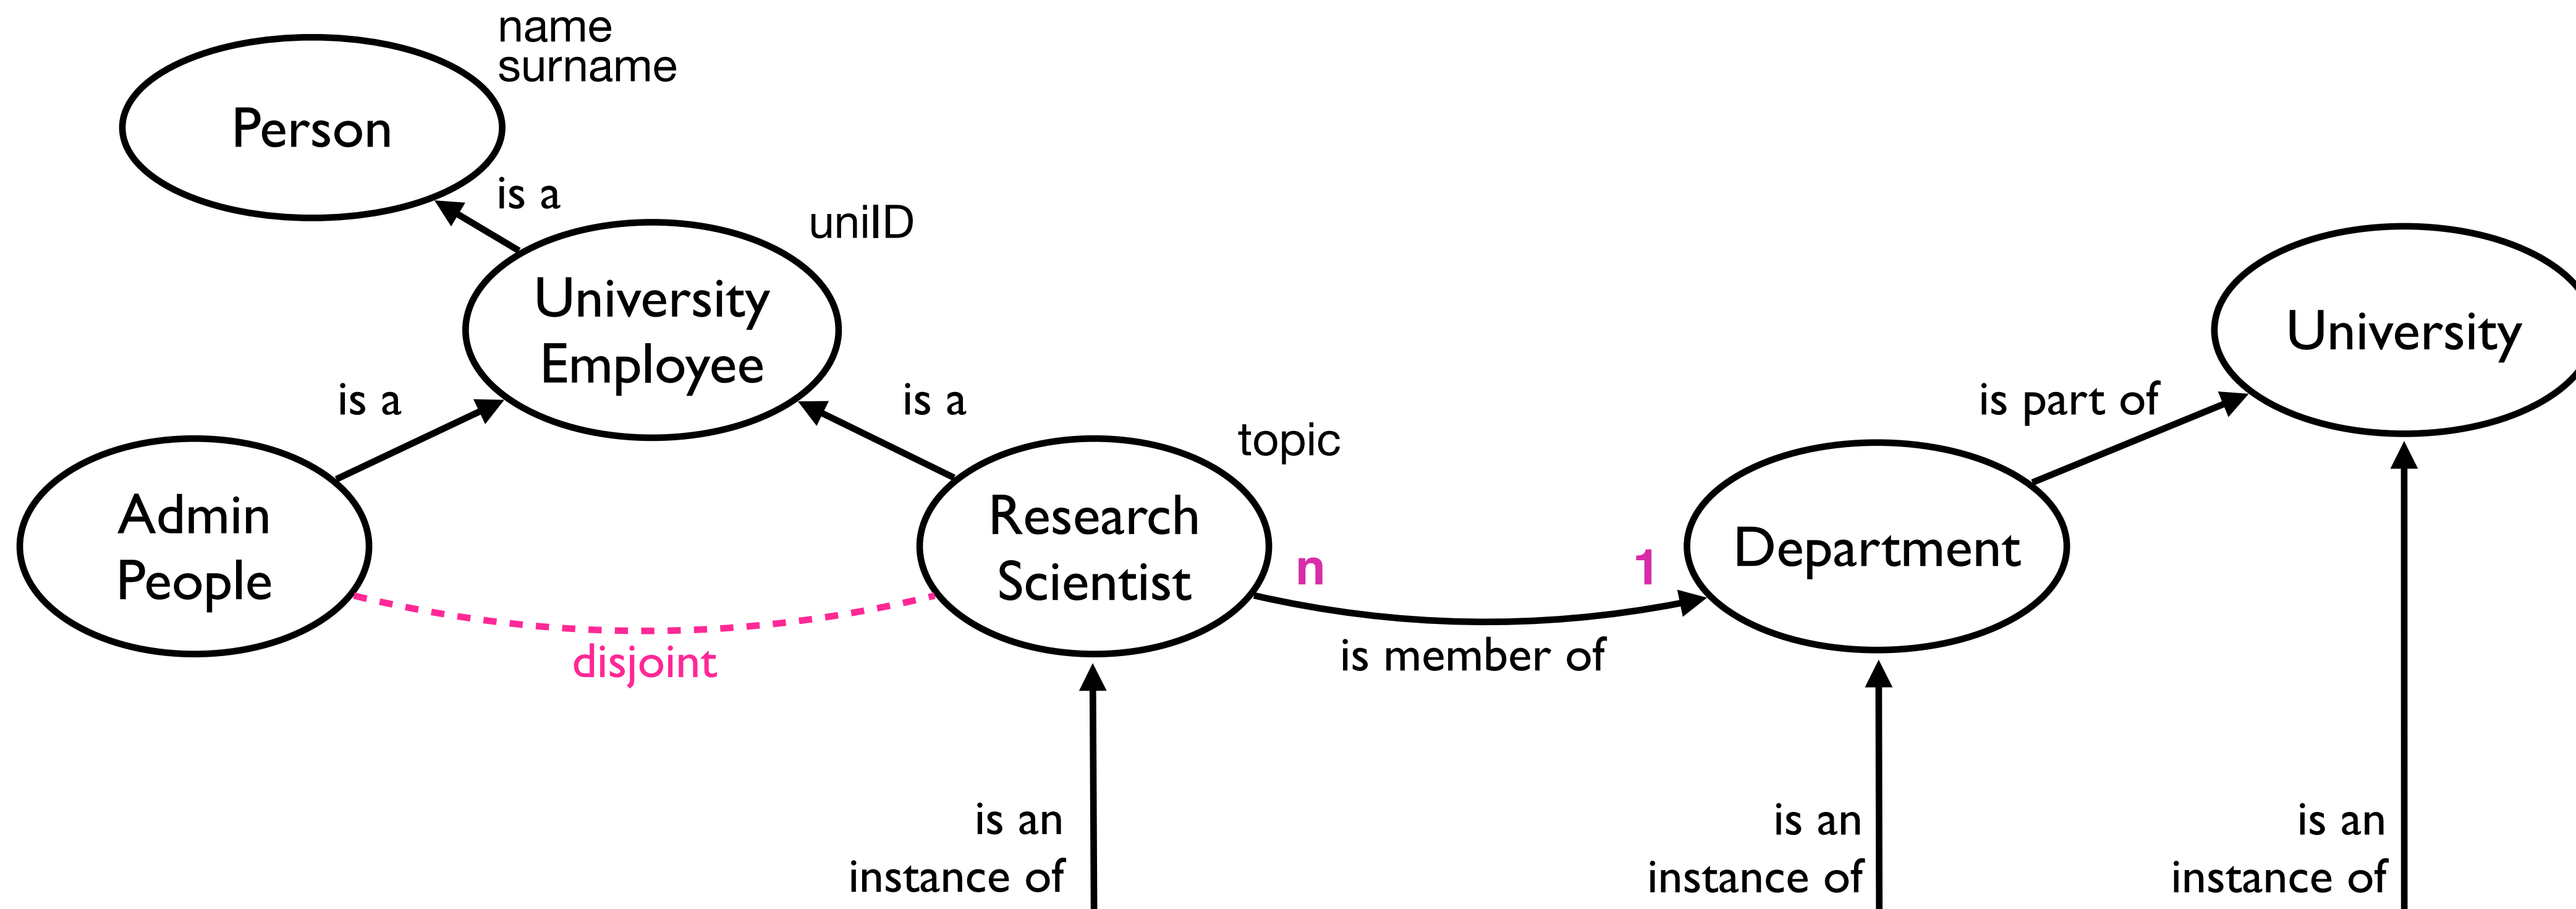 name
surname
Person
is a
uniID
University
Employee
University
is a
is a
is part of
topic
Admin
People
Research
Scientist
n
1
Department
disjoint
is member of
is an
instance of
is an
instance of
is an
instance of